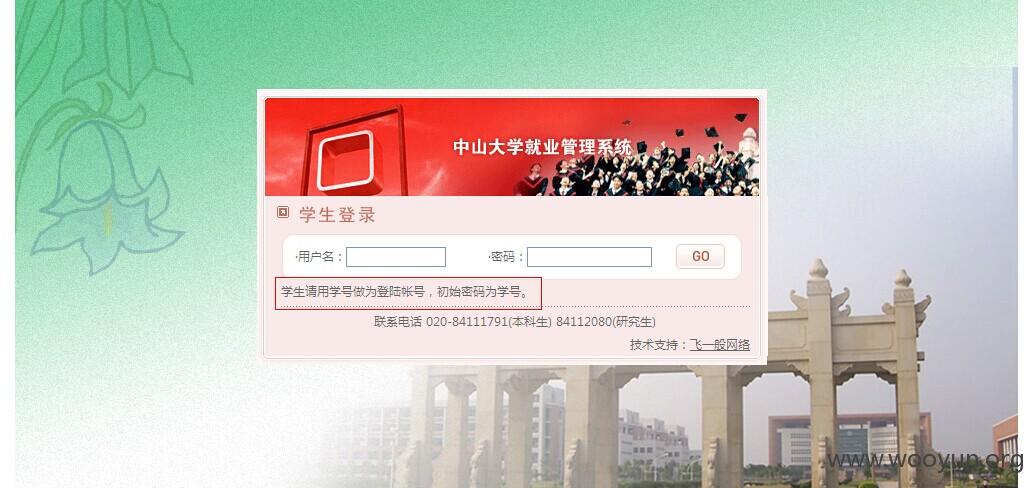 中山大学就业管理系统
学生登录
·用户名：
·密码：
GO
学生请用学号做为登陆帐号，初始密码为学号。
联系电话 020-84111791(本科生) 84112080(研究生)
技术支持：飞一般网络
www.wooyun.org